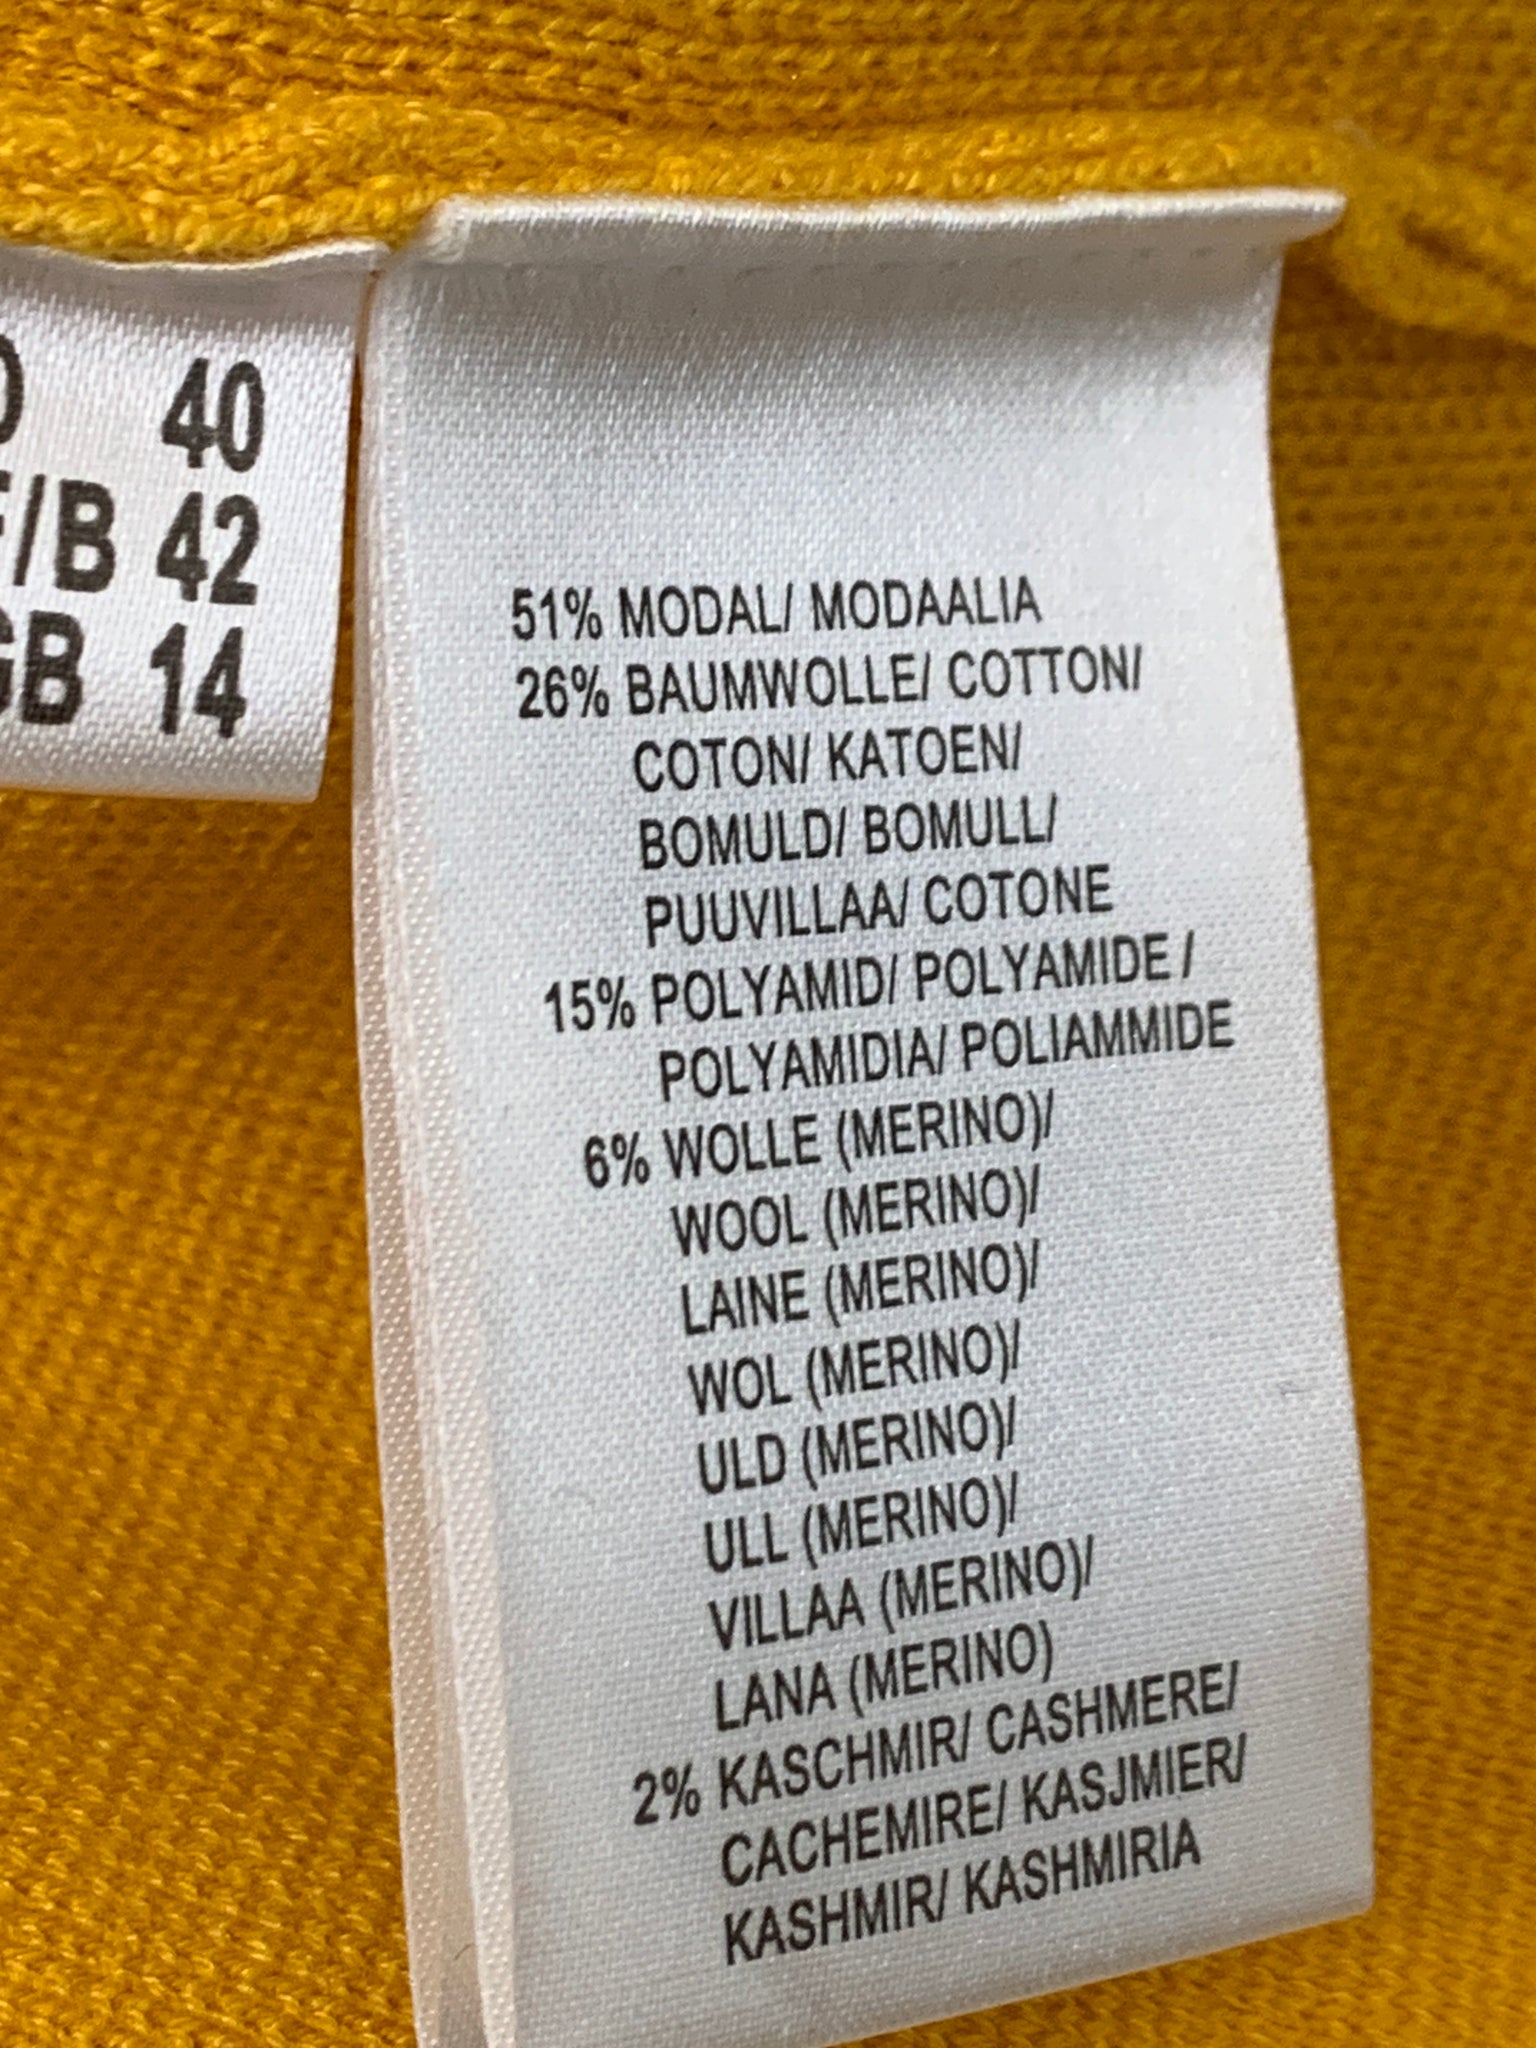 40
/B 42
GB 14
51% MODAL/ MODAALIA
26% BAUMWOLLE/ COTTON/
COTON/ KATOEN/
BOMULD/ BOMULL/
PUUVILLAA/ COTONE
15% POLYAMID/ POLYAMIDE /
POLYAMIDIA/ POLIAMMIDE
6% WOLLE (MERINO)/
WOOL (MERINO)/
LAINE (MERINO)/
WOL (MERINO)/
ULD (MERINO)/
ULL (MERINO)/
VILLAA (MERINO)/
LANA (MERINO)
2% KASCHMIR/ CASHMERE/
CACHEMIRE/ KASJMIER/
KASHMIR/ KASHMIRIA